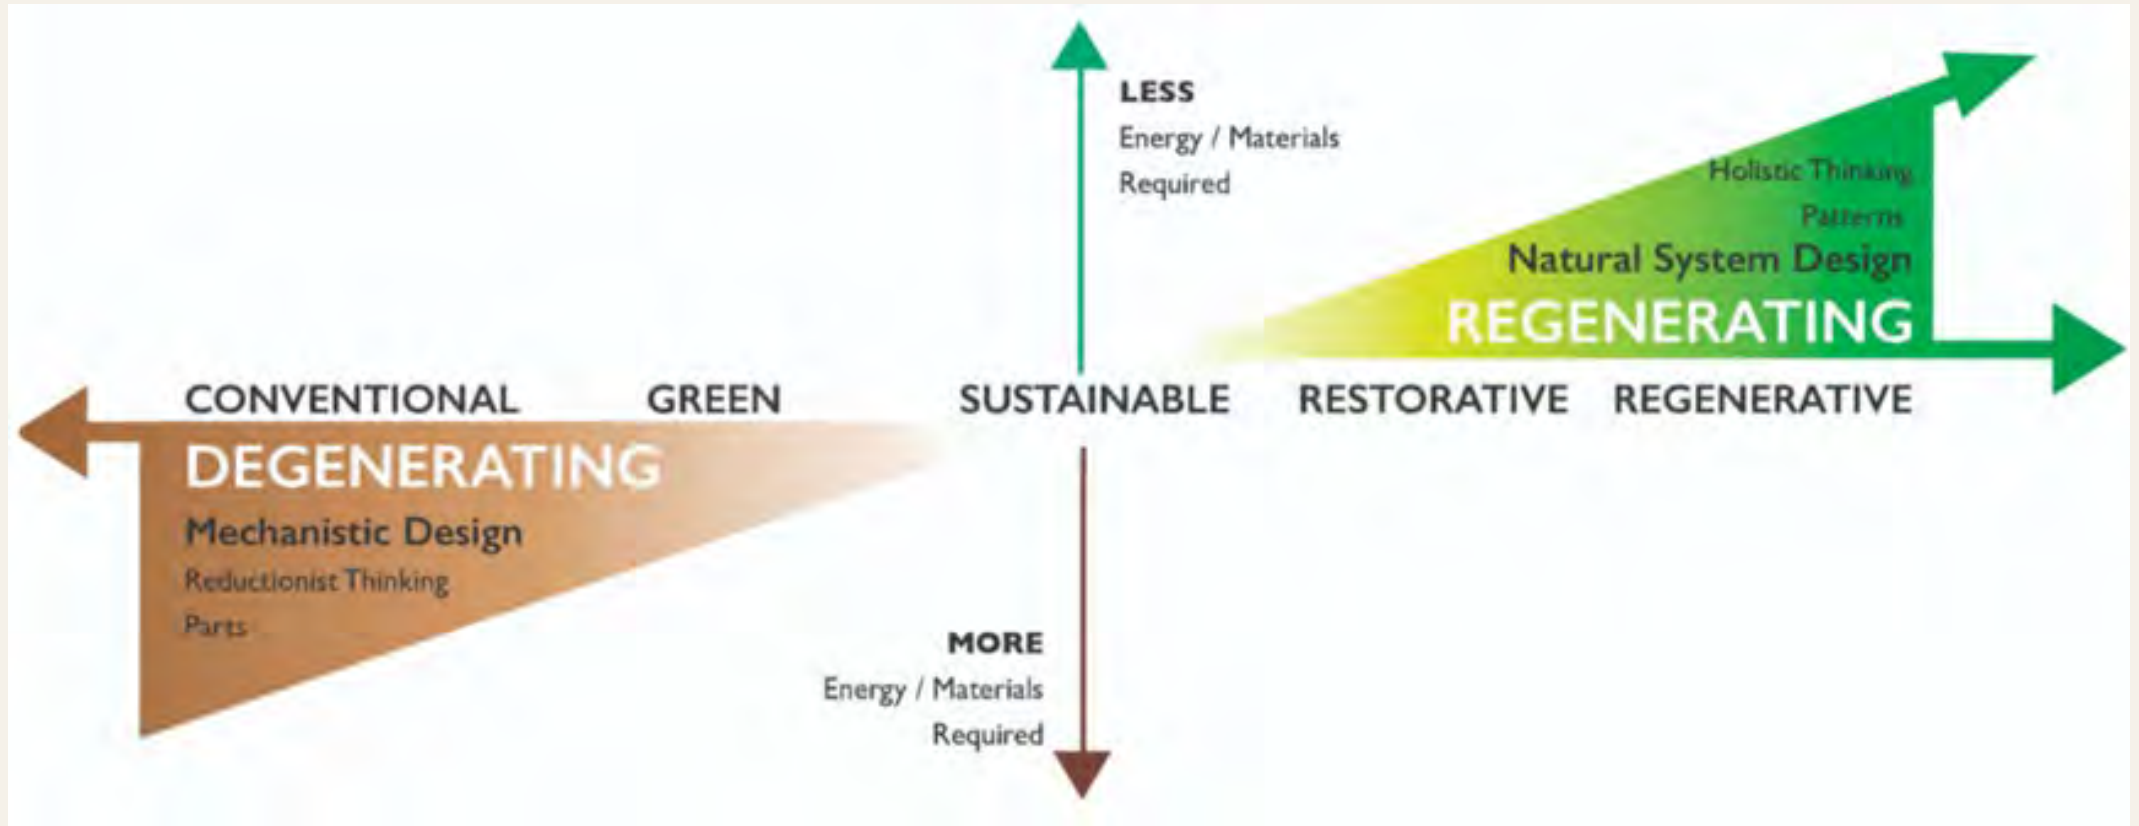 LESS
Energy / Materials
Required
Holistic Thinking
Patterns
Natural System Design
REGENERATING
CONVENTIONAL GREEN SUSTAINABLE RESTORATIVE REGENERATIVE
DEGENERATING
Mechanistic Design
Reductionist Thinking
Parts
MORE
Energy / Materials
Required